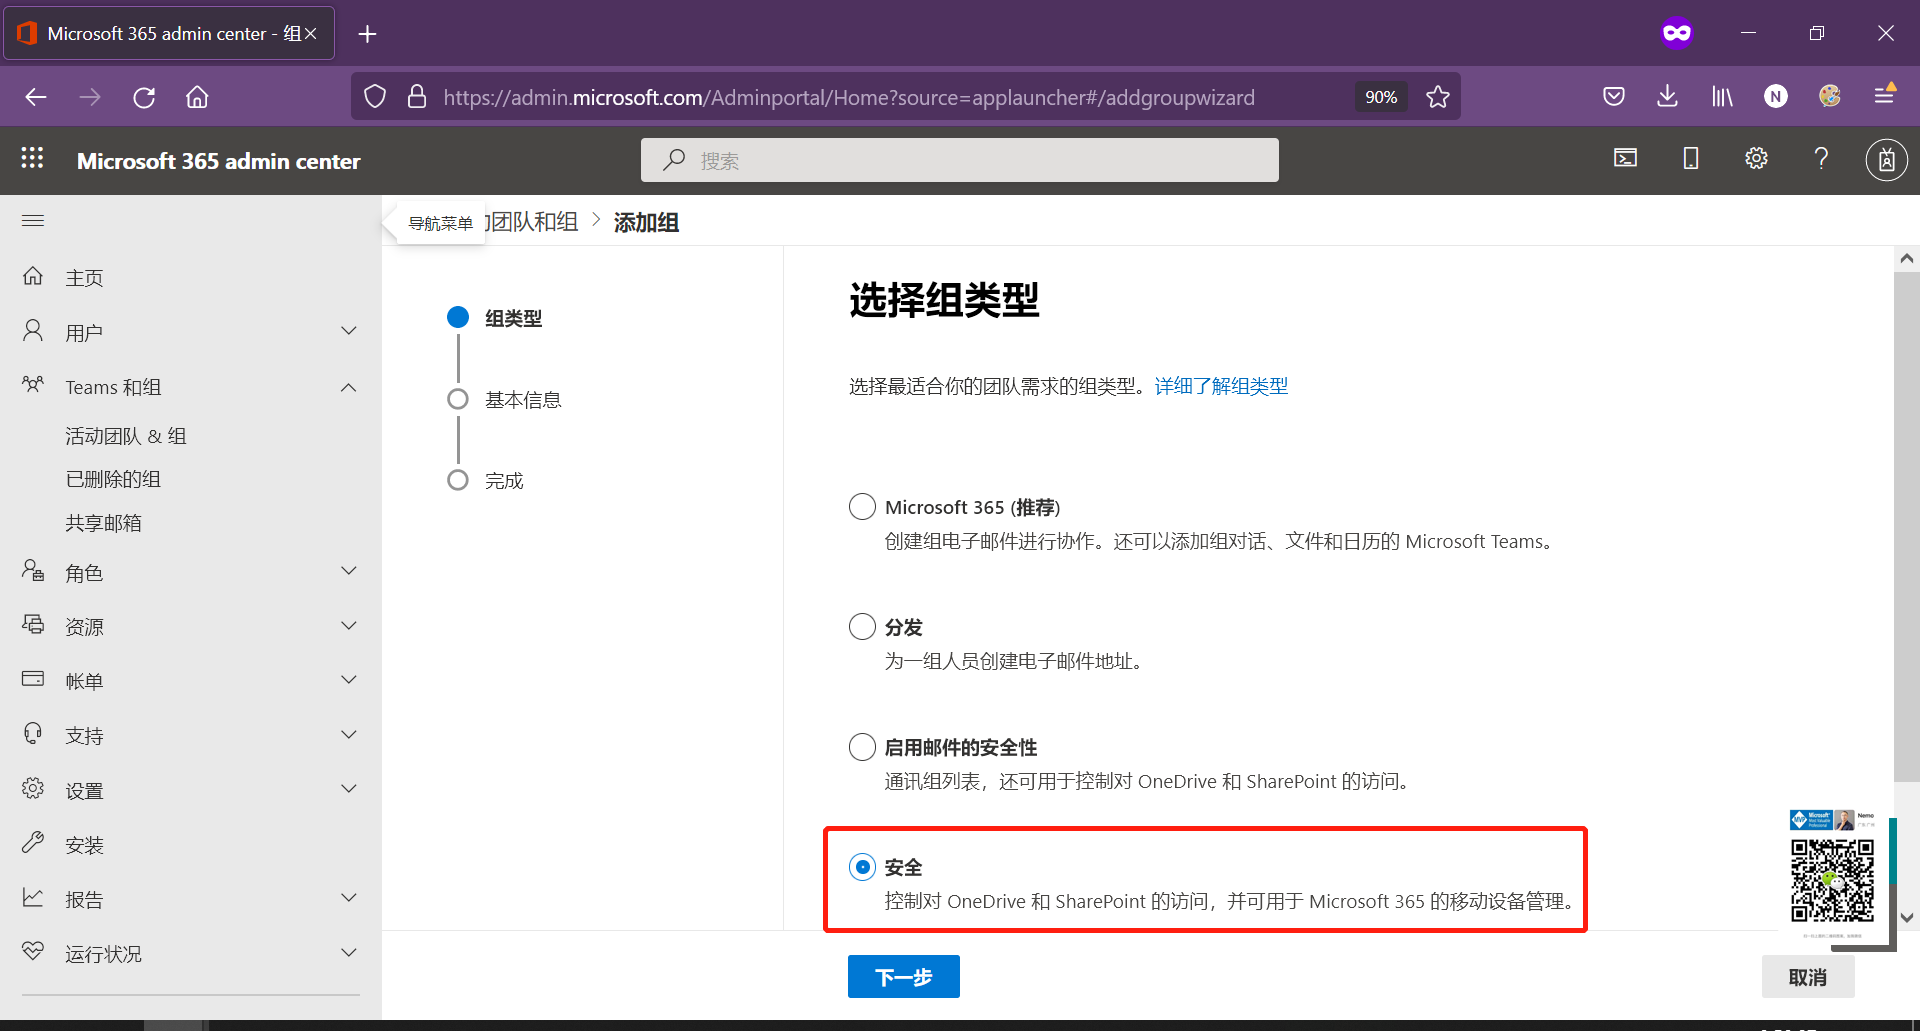 Microsoft 365 admin center - 组
https://admin.microsoft.com/Adminportal/Home?source=applauncher#/addgroupwizard
90%
N
Microsoft 365 admin center
搜索
导航菜单
团队和组 > 添加组
主页
用户
Teams 和组
活动团队 & 组
已删除的组
共享邮箱
角色
资源
帐单
支持
设置
安装
报告
运行状况
组类型
基本信息
完成
选择组类型
选择最适合你的团队需求的组类型。详细了解组类型
Microsoft 365 (推荐)
创建组电子邮件进行协作。还可以添加组对话、文件和日历的 Microsoft Teams。
分发
为一组人员创建电子邮件地址。
启用邮件的安全性
通讯组列表，还可用于控制对 OneDrive 和 SharePoint 的访问。
安全
控制对 OneDrive 和 SharePoint 的访问，并可用于 Microsoft 365 的移动设备管理。
下一步
取消
MVP
Microsoft
Most Valuable
Professional
Nemo